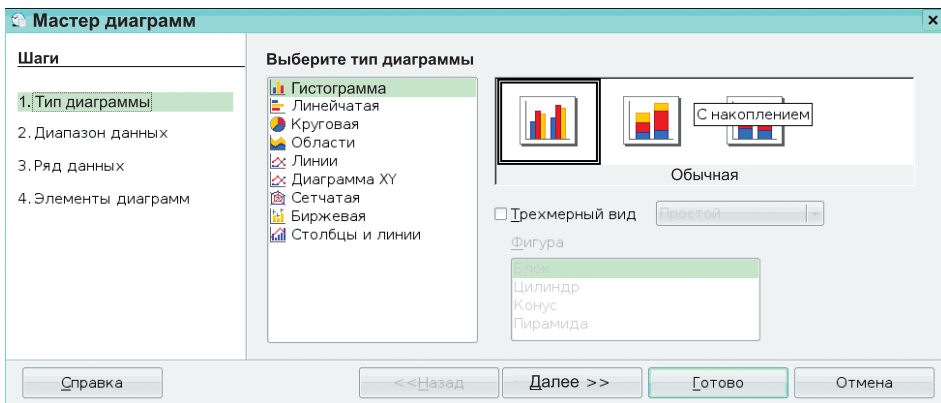 Мастер диаграмм
Шаги
1. Тип диаграммы
2. Диапазон данных
3. Ряд данных
4. Элементы диаграмм
Выберите тип диаграммы
Гистограмма
Линейчатая
Круговая
Области
Линии
Диаграмма XY
Сетчатая
Биржевая
Столбцы и линии
С накоплением
Обычная
Трехмерный вид
Простой
Фигура
Блок
Цилиндр
Конус
Пирамида
Справка
<<Назад
Далее >>
Готово
Отмена